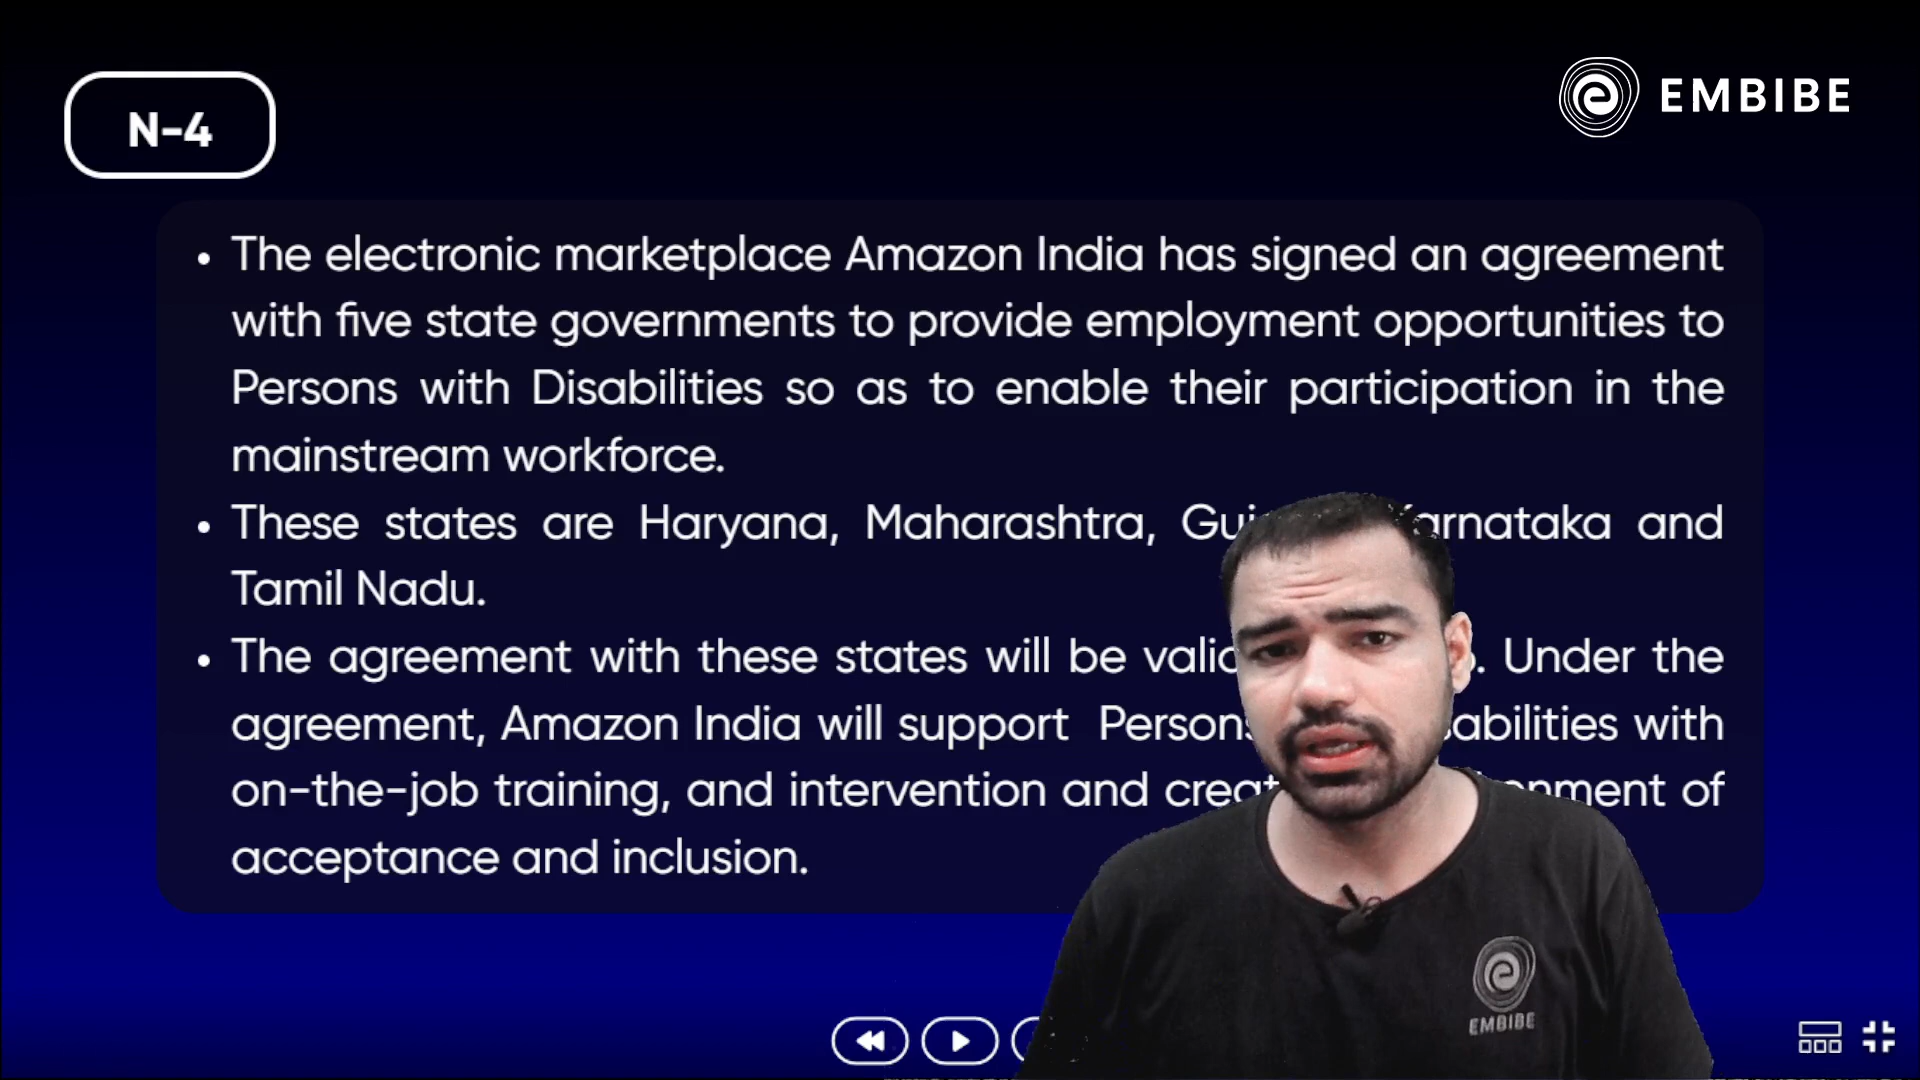 N-4
EMBIBE
• The electronic marketplace Amazon India has signed an agreement
with five state governments to provide employment opportunities to
Persons with Disabilities so as to enable their participation in the
mainstream workforce.
• These states are Haryana, Maharashtra, and
Tamil Nadu.
• The agreement with these states will be Under the
agreement, Amazon India will support with
on-the-job training, and intervention and of
acceptance and inclusion.
EMBIBE